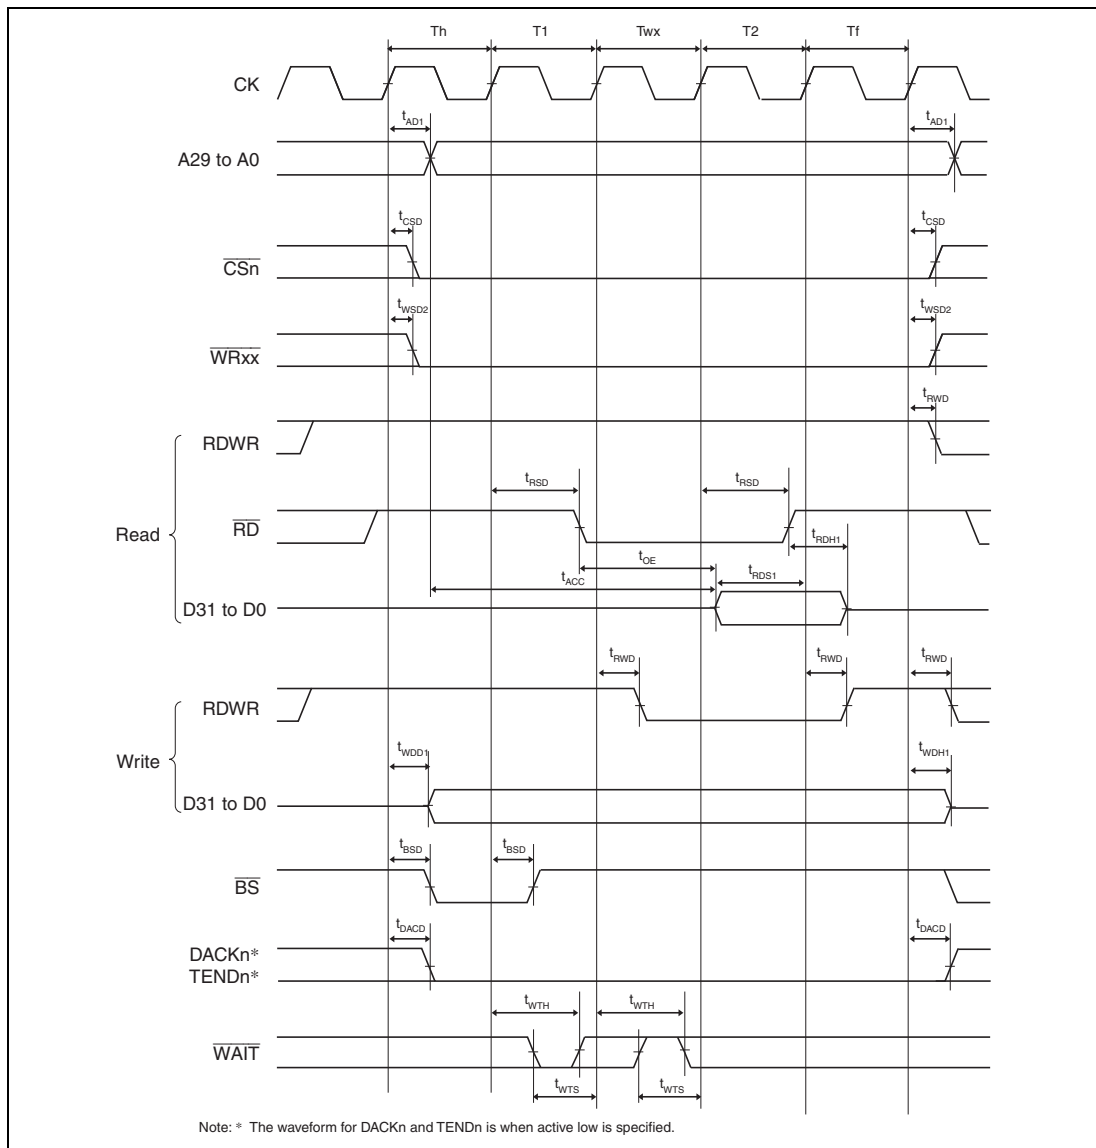 Th T1 Twx T2 Tf
CK
tAD1 tAD1
A29 to A0
tCSD tCSD
CSn
tWSD2 tWSD2
WRxx
tRWD
RDWR
tRSD tRSD
Read
RD
tRDH1
tOE
tACC tRDS1
D31 to D0
tRWD tRWD tRWD
RDWR
tWDD1 tWDH1
Write
D31 to D0
tBSD tBSD
BS
tDACD tDACD
DACKn*
TENDn*
tWTH tWTH
WAIT
tWTS tWTS
Note: * The waveform for DACKn and TENDn is when active low is specified.